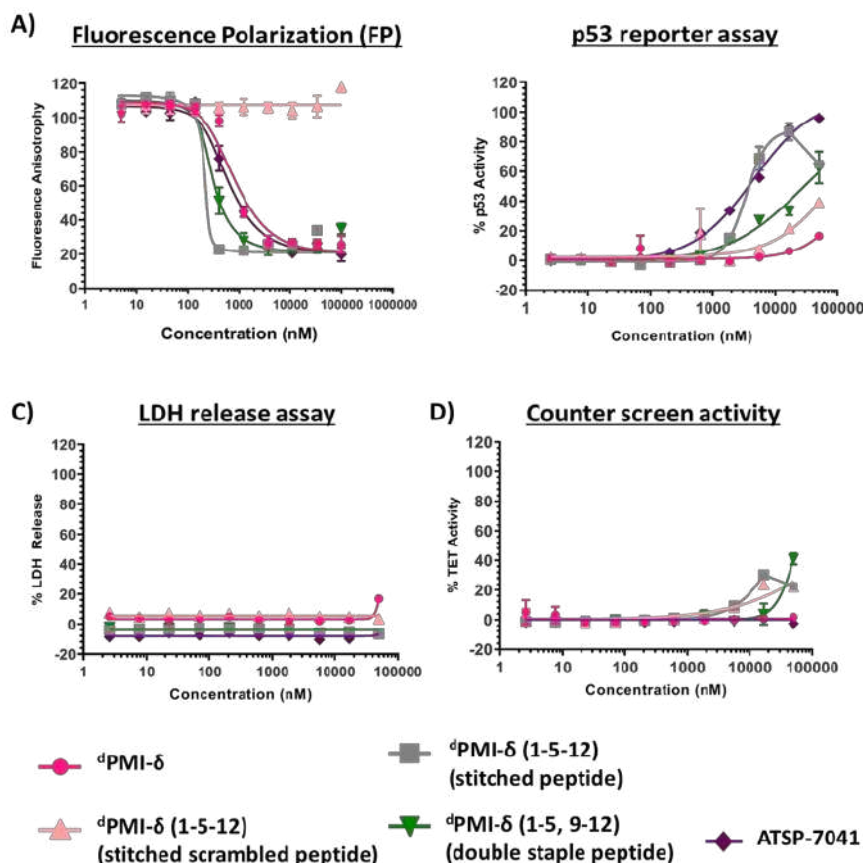 A)
Fluorescence Polarization (FP)
120
100
80
60
40
20
0
Fluorescence Anisotrophy
1
10
100
1000
10000
100000
Concentration (nM)
p53 reporter assay
120
100
80
60
40
20
0
-20
% p53 Activity
1
10
100
1000
10000
100000
Concentration (nM)
C)
LDH release assay
120
100
80
60
40
20
0
-20
% LDH Release
1
10
100
1000
10000
100000
Concentration (nM)
D)
Counter screen activity
120
100
80
60
40
20
0
-20
% TET Activity
1
10
100
1000
10000
100000
Concentration (nM)
ᵈPMI-δ
ᵈPMI-δ (1-5-12)
(stitched peptide)
ᵈPMI-δ (1-5-12)
(stitched scrambled peptide)
ᵈPMI-δ (1-5, 9-12)
(double staple peptide)
ATSP-7041